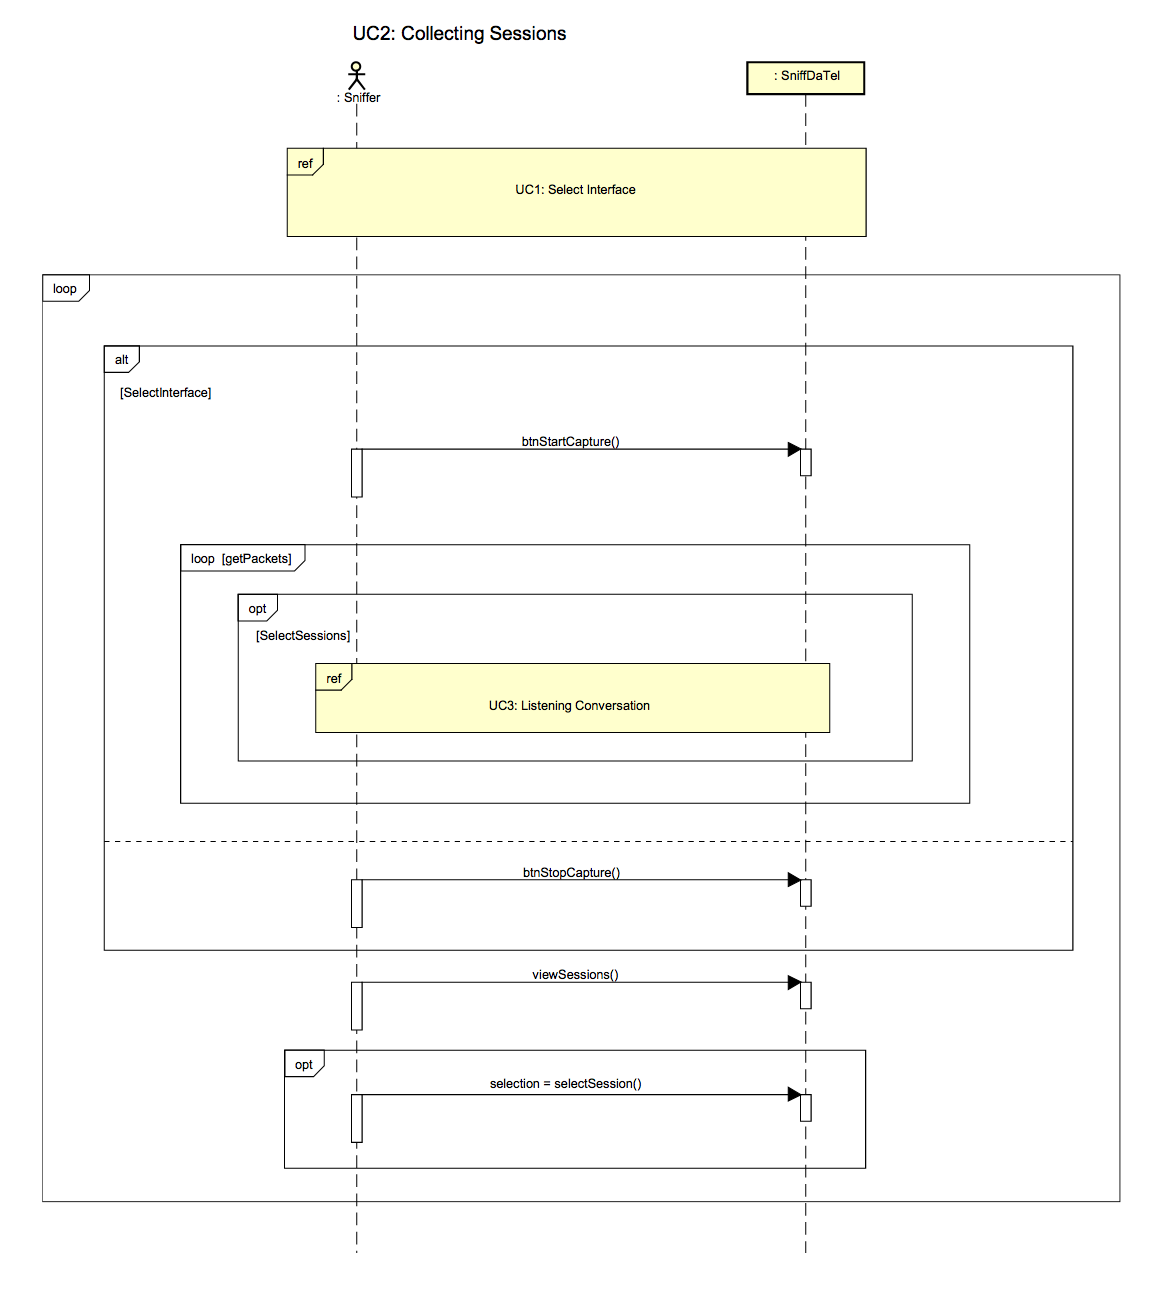 UC2: Collecting Sessions
: Sniffer
: SniffDaTel
ref
UC1: Select Interface
loop
alt
[SelectInterface]
btnStartCapture()
loop [getPackets]
opt
[SelectSessions]
ref
UC3: Listening Conversation
btnStopCapture()
viewSessions()
opt
selection = selectSession()